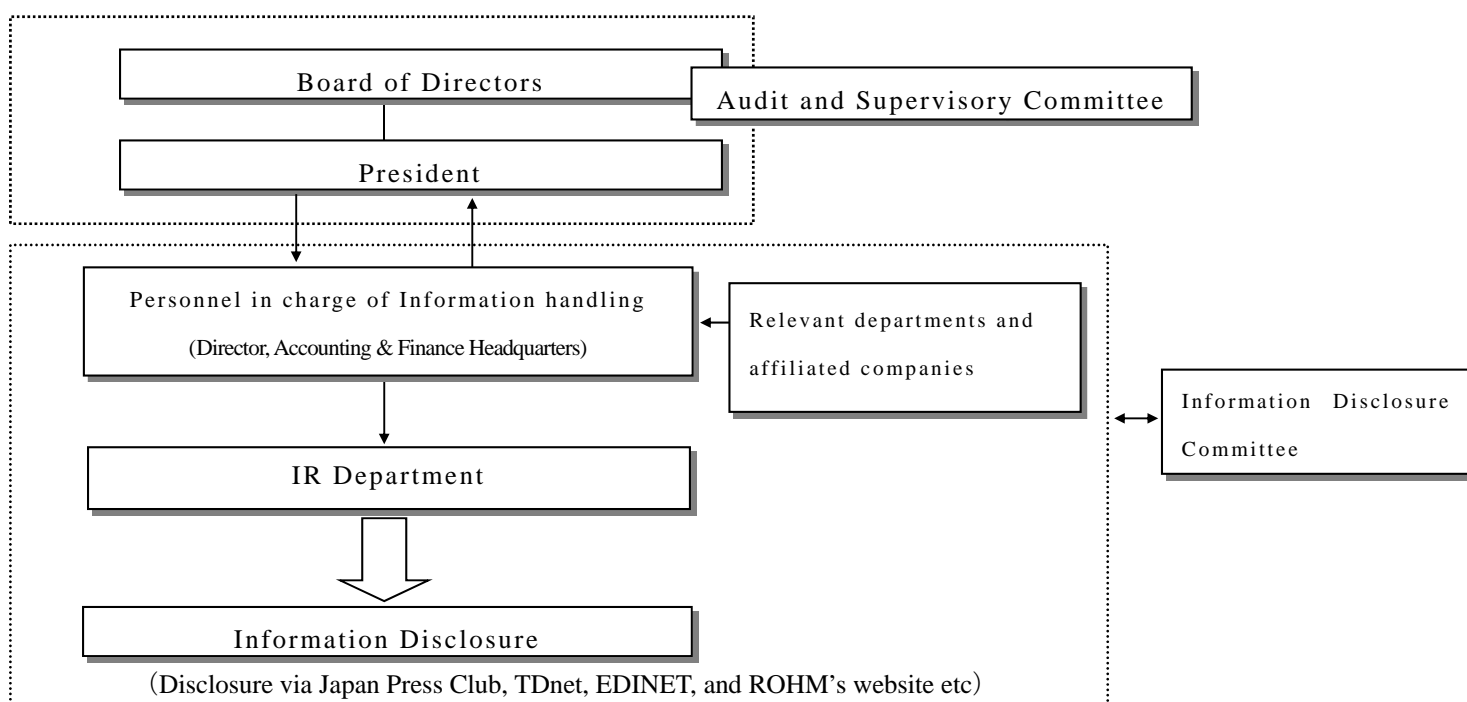 Board of Directors
Audit and Supervisory Committee
President
Personnel in charge of Information handling
(Director, Accounting & Finance Headquarters)
Relevant departments and
affiliated companies
Information Disclosure
Committee
IR Department
Information Disclosure
（Disclosure via Japan Press Club, TDnet, EDINET, and ROHM’s website etc）